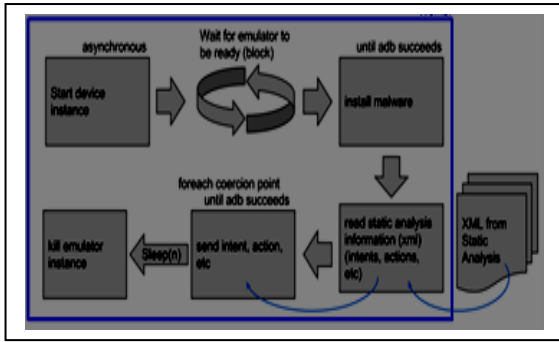 asynchronous
Wait for emulator to
be ready (block)
until adb succeeds
Start device
instance
install malware
foreach coercion point
until adb succeeds
kill emulator
instance
Sleep(n)
send intent, action,
etc
read static analysis
information (xml)
(intents, actions,
etc)
XML from
Static
Analysis